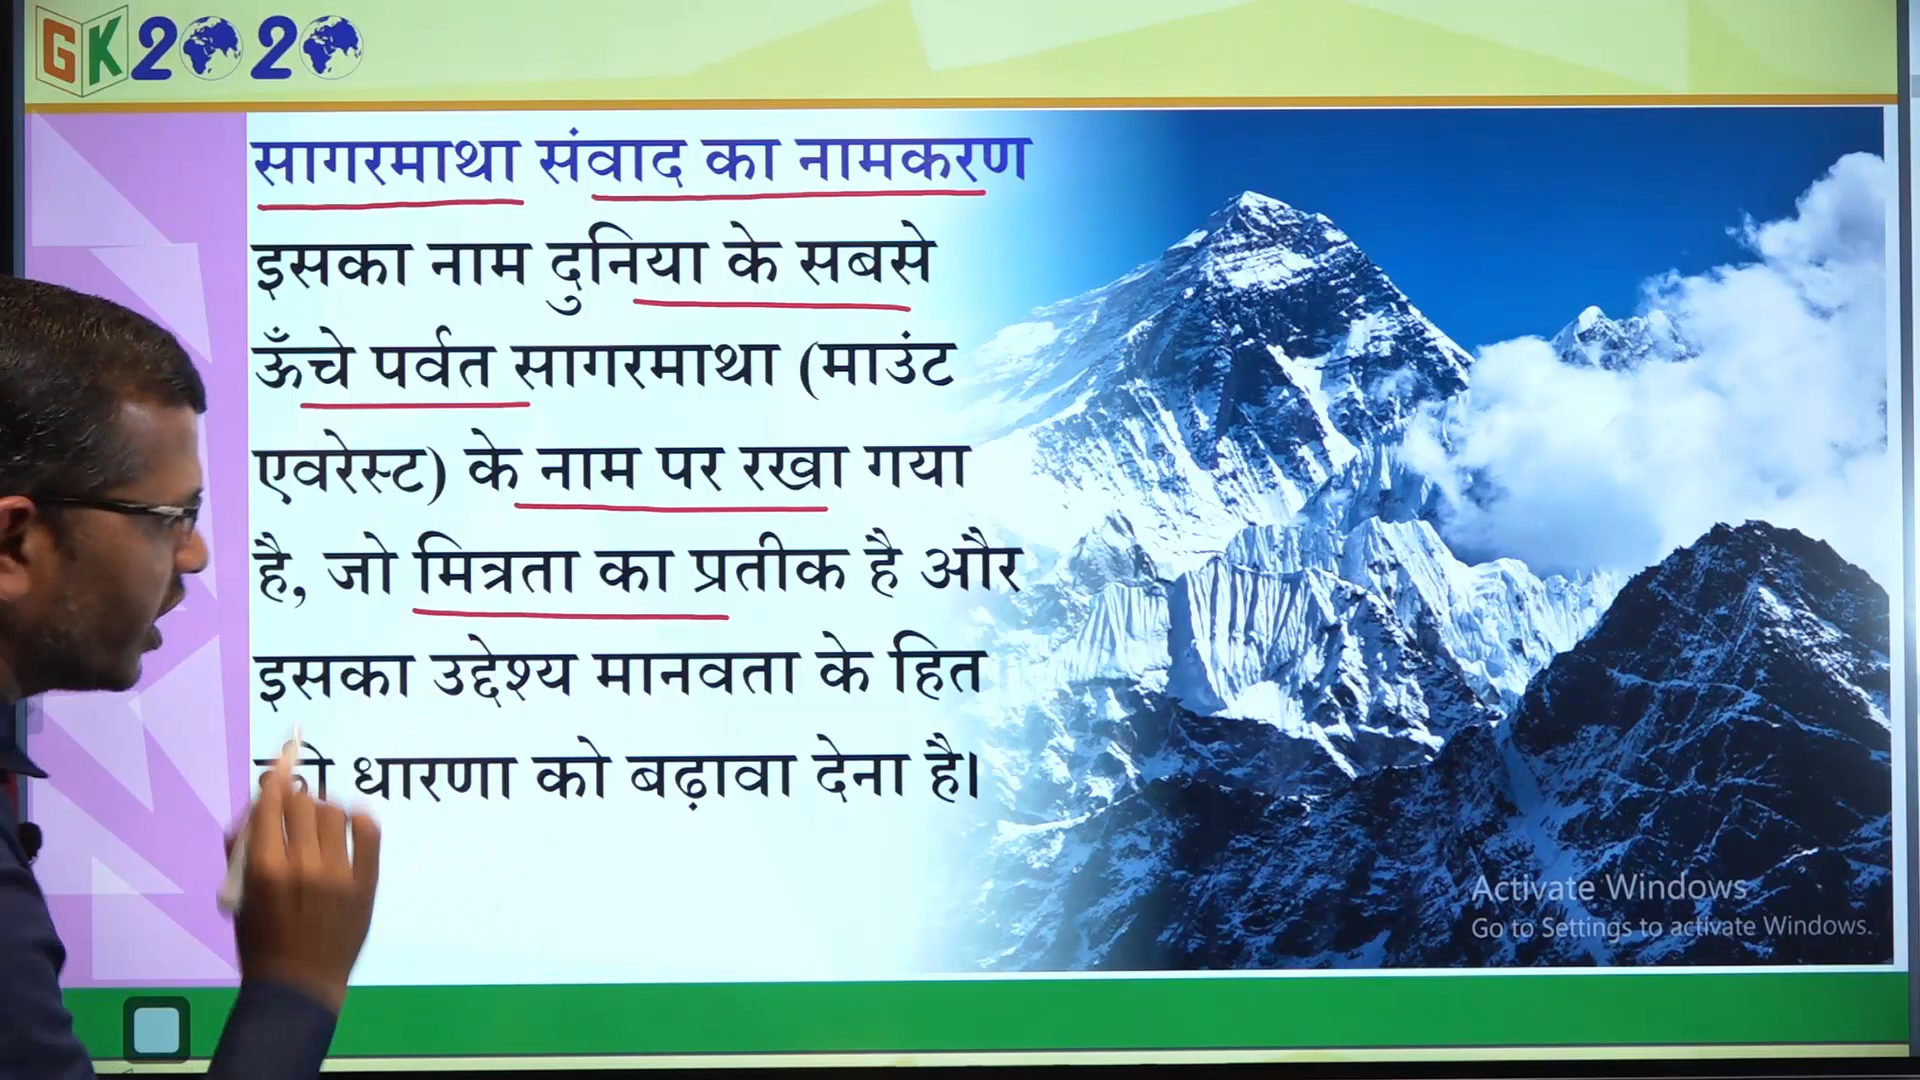 GK2020
सागरमाथा संवाद का नामकरण
इसका नाम दुनिया के सबसे
ऊँचे पर्वत सागरमाथा (माउंट
एवरेस्ट) के नाम पर रखा गया
है, जो मित्रता का प्रतीक है और
इसका उद्देश्य मानवता के हित
धारणा को बढ़ावा देना है।
Activate Windows
Go to Settings to activate Windows.